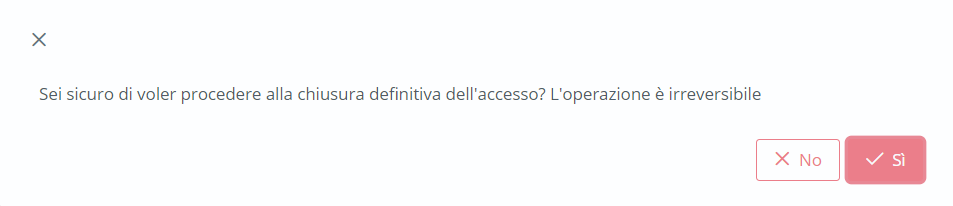 Sei sicuro di voler procedere alla chiusura definitiva dell'accesso? L'operazione è irreversibile
No
Sì